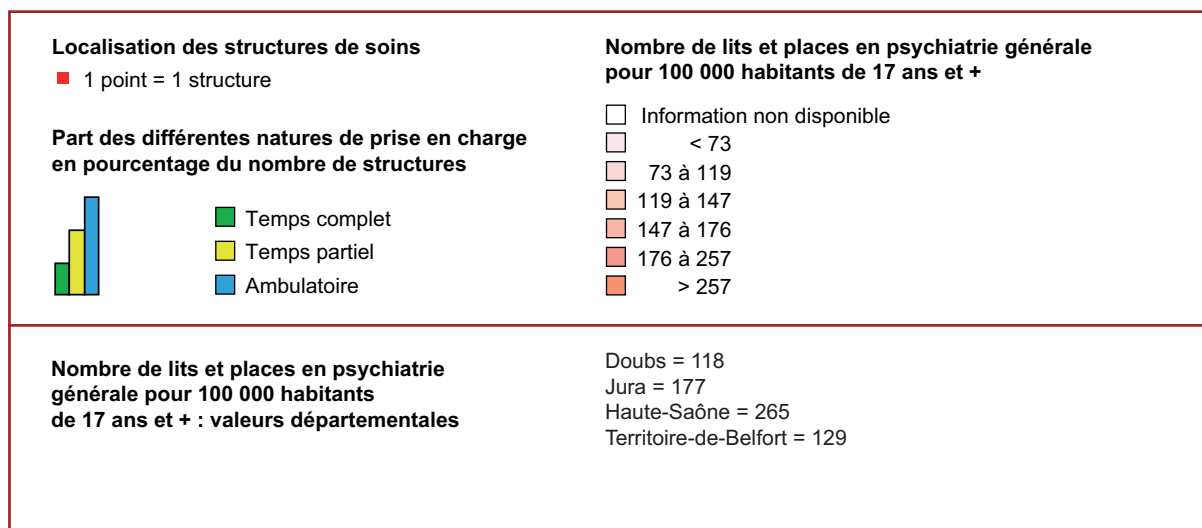 Localisation des structures de soins
1 point = 1 structure
Part des différentes natures de prise en charge
en pourcentage du nombre de structures
Temps complet
Temps partiel
Ambulatoire
Nombre de lits et places en psychiatrie générale
pour 100 000 habitants de 17 ans et +
Information non disponible
< 73
73 à 119
119 à 147
147 à 176
176 à 257
> 257
Nombre de lits et places en psychiatrie
générale pour 100 000 habitants
de 17 ans et + : valeurs départementales
Doubs = 118
Jura = 177
Haute-Saône = 265
Territoire-de-Belfort = 129